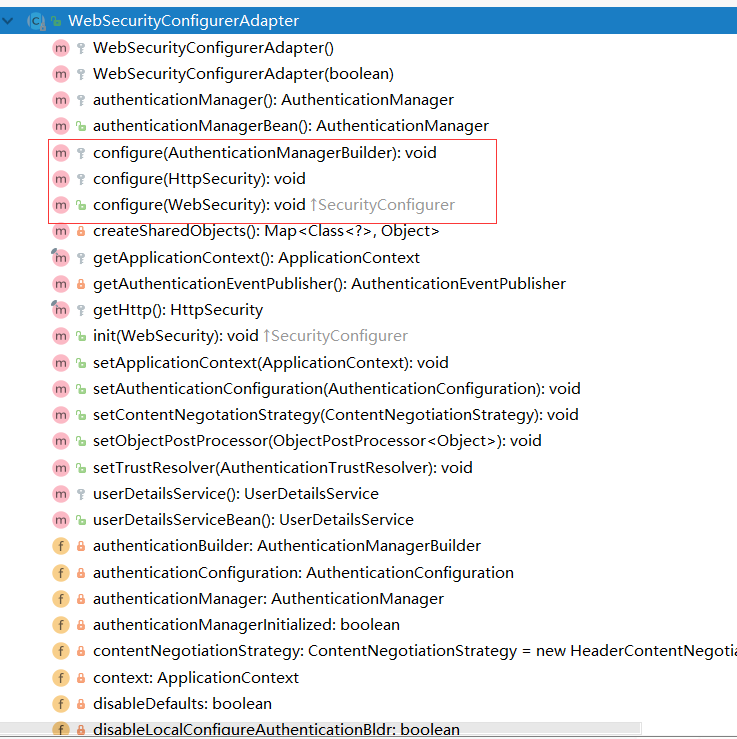 WebSecurityConfigurerAdapter
WebSecurityConfigurerAdapter()
WebSecurityConfigurerAdapter(boolean)
authenticationManager(): AuthenticationManager
authenticationManagerBean(): AuthenticationManager
configure(AuthenticationManagerBuilder): void
configure(HttpSecurity): void
configure(WebSecurity): void ↑SecurityConfigurer
createSharedObjects(): Map<Class<?>, Object>
getApplicationContext(): ApplicationContext
getAuthenticationEventPublisher(): AuthenticationEventPublisher
getHttp(): HttpSecurity
init(WebSecurity): void ↑SecurityConfigurer
setApplicationContext(ApplicationContext): void
setAuthenticationConfiguration(AuthenticationConfiguration): void
setContentNegotationStrategy(ContentNegotiationStrategy): void
setObjectPostProcessor(ObjectPostProcessor<Object>): void
setTrustResolver(AuthenticationTrustResolver): void
userDetailsService(): UserDetailsService
userDetailsServiceBean(): UserDetailsService
authenticationBuilder: AuthenticationManagerBuilder
authenticationConfiguration: AuthenticationConfiguration
authenticationManager: AuthenticationManager
authenticationManagerInitialized: boolean
contentNegotiationStrategy: ContentNegotiationStrategy = new HeaderContentNegotia
context: ApplicationContext
disableDefaults: boolean
disableLocalConfigureAuthenticationBldr: boolean